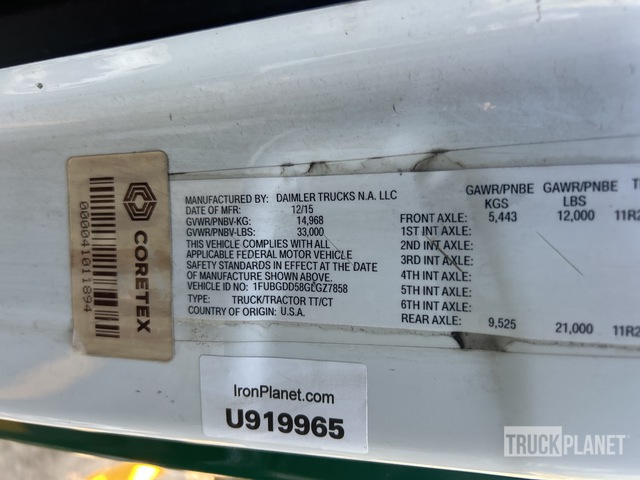 MANUFACTURED BY: DAIMLER TRUCKS N.A. LLC
DATE OF MFR: 12/15
GVWR/PNBV-KG: 14,968
GVWR/PNBV-LBS: 33,000
THIS VEHICLE COMPLIES WITH ALL
APPLICABLE FEDERAL MOTOR VEHICLE
SAFETY STANDARDS IN EFFECT AT THE DATE
OF MANUFACTURE SHOWN ABOVE.
VEHICLE ID NO.: 1FUBGDD58GLGZ7858
TYPE: TRUCK/TRACTOR TT/CT
COUNTRY OF ORIGIN: U.S.A.
GAWR/PNBE GAWR/PNBE
KGS LBS
FRONT AXLE: 5,443 12,000 11R2
1ST INT AXLE:
2ND INT AXLE:
3RD INT AXLE:
4TH INT AXLE:
5TH INT AXLE:
6TH INT AXLE:
REAR AXLE: 9,525 21,000 11R2
CORETEX
0000041011894
IronPlanet.com
U919965
TRUCKPLANET